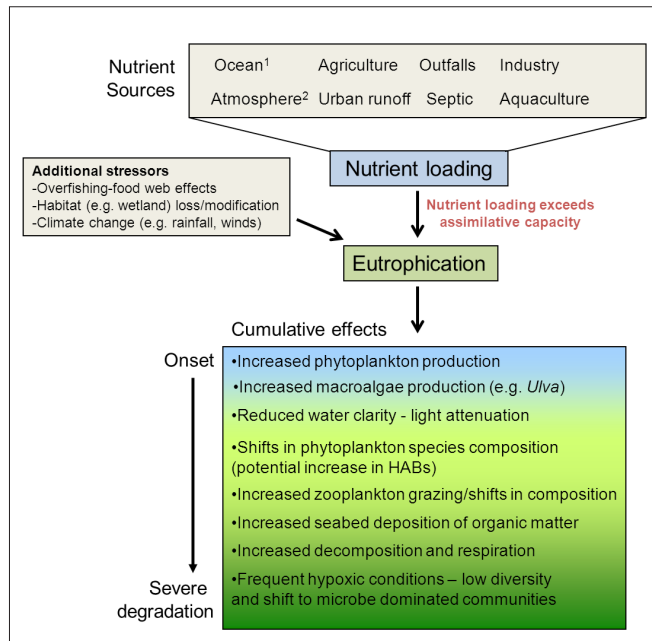 Nutrient
Sources
Ocean¹ Agriculture Outfalls Industry
Atmosphere² Urban runoff Septic Aquaculture
Nutrient loading
Additional stressors
-Overfishing-food web effects
-Habitat (e.g. wetland) loss/modification
-Climate change (e.g. rainfall, winds)
Nutrient loading exceeds
assimilative capacity
Eutrophication
Cumulative effects
Onset
•Increased phytoplankton production
•Increased macroalgae production (e.g. Ulva)
•Reduced water clarity - light attenuation
•Shifts in phytoplankton species composition
(potential increase in HABs)
•Increased zooplankton grazing/shifts in composition
•Increased seabed deposition of organic matter
•Increased decomposition and respiration
•Frequent hypoxic conditions – low diversity
and shift to microbe dominated communities
Severe
degradation